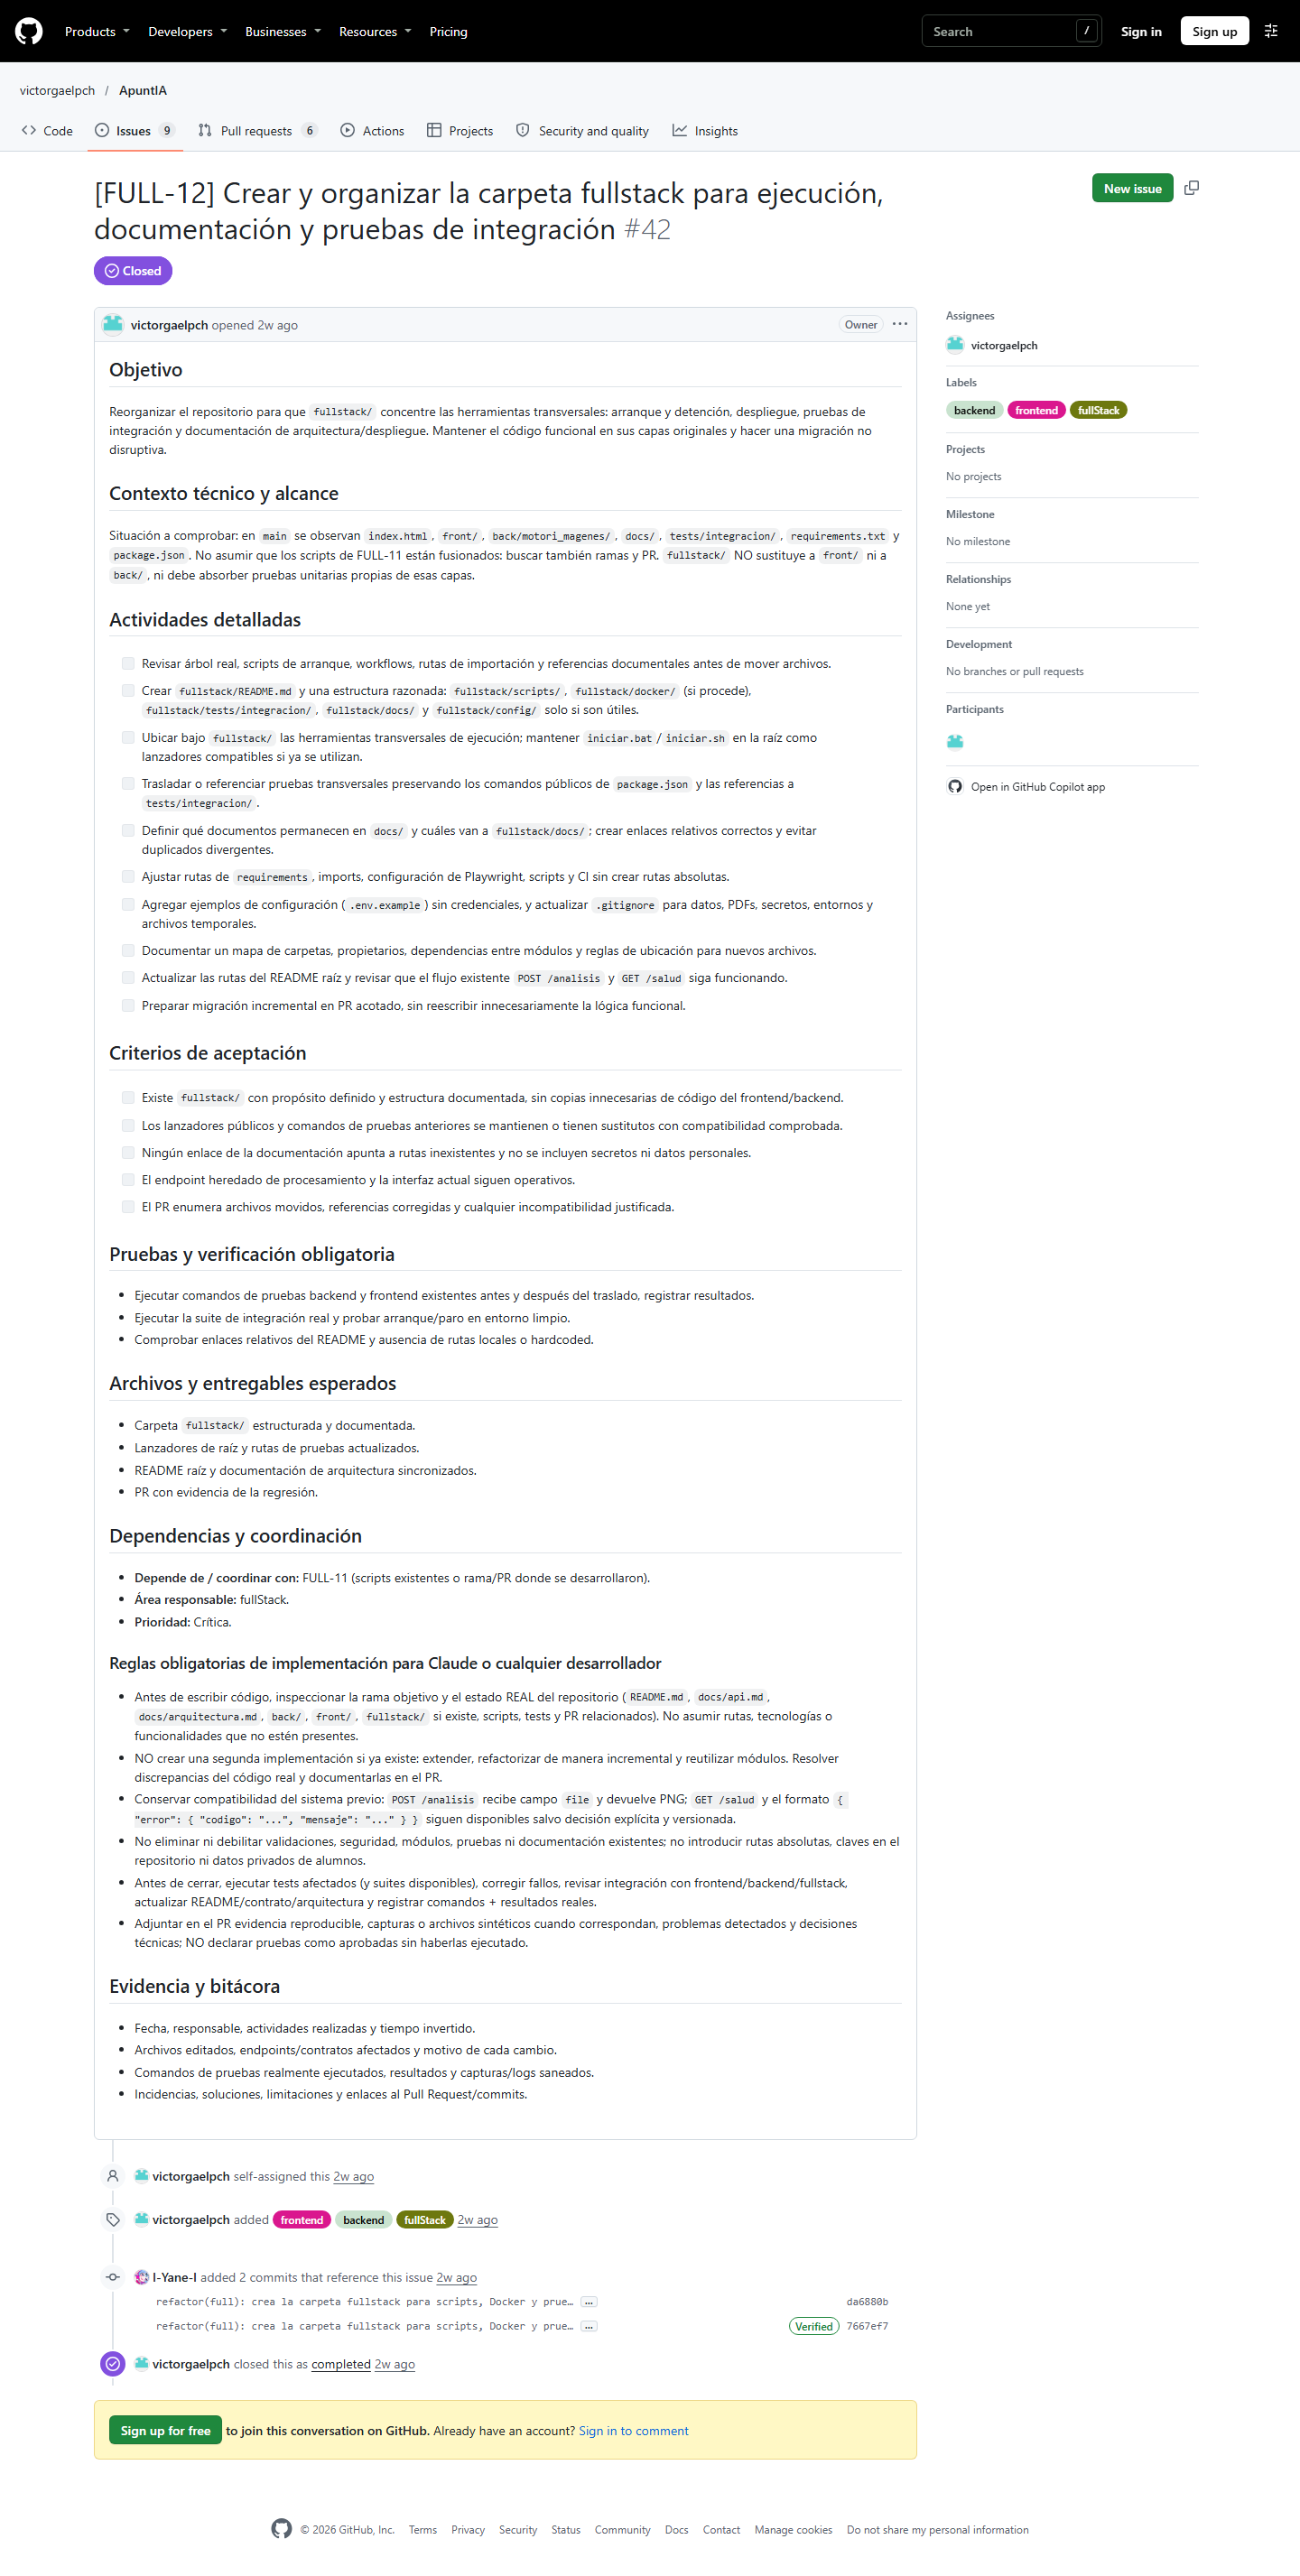 Products Developers Businesses Resources Pricing Search / Sign in Sign up
victorgaelpch / ApuntIA
Code Issues 9 Pull requests 6 Actions Projects Security and quality Insights
[FULL-12] Crear y organizar la carpeta fullstack para ejecución,
documentación y pruebas de integración #42
New issue
Closed
victorgaelpch opened 2w ago Owner
Objetivo
Reorganizar el repositorio para que fullstack/ concentre las herramientas transversales: arranque y detención, despliegue, pruebas de
integración y documentación de arquitectura/despliegue. Mantener el código funcional en sus capas originales y hacer una migración no
disruptiva.
Contexto técnico y alcance
Situación a comprobar: en main se observan index.html, front/, back/motori_magenes/, docs/, tests/integracion/, requirements.txt y
package.json. No asumir que los scripts de FULL-11 están fusionados: buscar también ramas y PR. fullstack/ NO sustituye a front/ ni a
back/, ni debe absorber pruebas unitarias propias de esas capas.
Actividades detalladas
Revisar árbol real, scripts de arranque, workflows, rutas de importación y referencias documentales antes de mover archivos.
Crear fullstack/README.md y una estructura razonada: fullstack/scripts/, fullstack/docker/ (si procede),
fullstack/tests/integracion/, fullstack/docs/ y fullstack/config/ solo si son útiles.
Ubicar bajo fullstack/ las herramientas transversales de ejecución; mantener iniciar.bat/iniciar.sh en la raíz como
lanzadores compatibles si ya se utilizan.
Trasladar o referenciar pruebas transversales preservando los comandos públicos de package.json y las referencias a
tests/integracion/.
Definir qué documentos permanecen en docs/ y cuáles van a fullstack/docs/; crear enlaces relativos correctos y evitar
duplicados divergentes.
Ajustar rutas de requirements, imports, configuración de Playwright, scripts y CI sin crear rutas absolutas.
Agregar ejemplos de configuración (.env.example) sin credenciales, y actualizar .gitignore para datos, PDFs, secretos, entornos y
archivos temporales.
Documentar un mapa de carpetas, propietarios, dependencias entre módulos y reglas de ubicación para nuevos archivos.
Actualizar las rutas del README raíz y revisar que el flujo existente POST /analisis y GET /salud siga funcionando.
Preparar migración incremental en PR acotado, sin reescribir innecesariamente la lógica funcional.
Criterios de aceptación
Existe fullstack/ con propósito definido y estructura documentada, sin copias innecesarias de código del frontend/backend.
Los lanzadores públicos y comandos de pruebas anteriores se mantienen o tienen sustitutos con compatibilidad comprobada.
Ningún enlace de la documentación apunta a rutas inexistentes y no se incluyen secretos ni datos personales.
El endpoint heredado de procesamiento y la interfaz actual siguen operativos.
El PR enumera archivos movidos, referencias corregidas y cualquier incompatibilidad justificada.
Pruebas y verificación obligatoria
Ejecutar comandos de pruebas backend y frontend existentes antes y después del traslado, registrar resultados.
Ejecutar la suite de integración real y probar arranque/paro en entorno limpio.
Comprobar enlaces relativos del README y ausencia de rutas locales o hardcoded.
Archivos y entregables esperados
Carpeta fullstack/ estructurada y documentada.
Lanzadores de raíz y rutas de pruebas actualizados.
README raíz y documentación de arquitectura sincronizados.
PR con evidencia de la regresión.
Dependencias y coordinación
Depende de / coordinar con: FULL-11 (scripts existentes o rama/PR donde se desarrollaron).
Área responsable: fullStack.
Prioridad: Crítica.
Reglas obligatorias de implementación para Claude o cualquier desarrollador
Antes de escribir código, inspeccionar la rama objetivo y el estado REAL del repositorio (README.md, docs/api.md,
docs/arquitectura.md, back/, front/, fullstack/ si existe, scripts, tests y PR relacionados). No asumir rutas, tecnologías o
funcionalidades que no estén presentes.
NO crear una segunda implementación si ya existe: extender, refactorizar de manera incremental y reutilizar módulos. Resolver
discrepancias del código real y documentarlas en el PR.
Conservar compatibilidad del sistema previo: POST /analisis recibe campo file y devuelve PNG; GET /salud y el formato {
"error": { "codigo": "...", "mensaje": "..." } } siguen disponibles salvo decisión explícita y versionada.
No eliminar ni debilitar validaciones, seguridad, módulos, pruebas ni documentación existentes; no introducir rutas absolutas, claves en el
repositorio ni datos privados de alumnos.
Antes de cerrar, ejecutar tests afectados (y suites disponibles), corregir fallos, revisar integración con frontend/backend/fullstack,
actualizar README/contrato/arquitectura y registrar comandos + resultados reales.
Adjuntar en el PR evidencia reproducible, capturas o archivos sintéticos cuando correspondan, problemas detectados y decisiones
técnicas; NO declarar pruebas como aprobadas sin haberlas ejecutado.
Evidencia y bitácora
Fecha, responsable, actividades realizadas y tiempo invertido.
Archivos editados, endpoints/contratos afectados y motivo de cada cambio.
Comandos de pruebas realmente ejecutados, resultados y capturas/logs saneados.
Incidencias, soluciones, limitaciones y enlaces al Pull Request/commits.
victorgaelpch self-assigned this 2w ago
victorgaelpch added frontend backend fullStack 2w ago
I-Yane-I added 2 commits that reference this issue 2w ago
refactor(full): crea la carpeta fullstack para scripts, Docker y prue… … da6880b
refactor(full): crea la carpeta fullstack para scripts, Docker y prue… … Verified 7667ef7
victorgaelpch closed this as completed 2w ago
Sign up for free to join this conversation on GitHub. Already have an account? Sign in to comment
Assignees
victorgaelpch
Labels
backend frontend fullStack
Projects
No projects
Milestone
No milestone
Relationships
None yet
Development
No branches or pull requests
Participants
Open in GitHub Copilot app
© 2026 GitHub, Inc. Terms Privacy Security Status Community Docs Contact Manage cookies Do not share my personal information